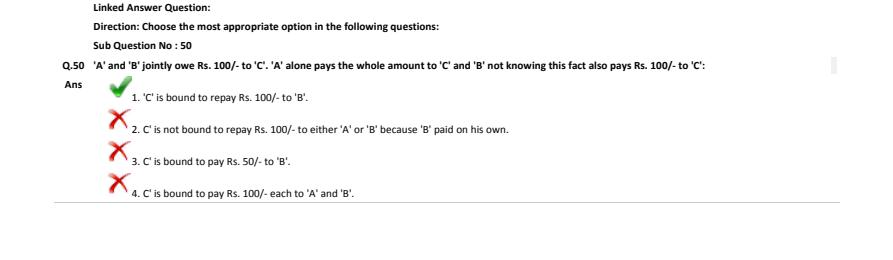 Linked Answer Question:
Direction: Choose the most appropriate option in the following questions:
Sub Question No : 50
Q.50 'A' and 'B' jointly owe Rs. 100/- to 'C'. 'A' alone pays the whole amount to 'C' and 'B' not knowing this fact also pays Rs. 100/- to 'C':
Ans
1. 'C' is bound to repay Rs. 100/- to 'B'.
2. C' is not bound to repay Rs. 100/- to either 'A' or 'B' because 'B' paid on his own.
3. C' is bound to pay Rs. 50/- to 'B'.
4. C' is bound to pay Rs. 100/- each to 'A' and 'B'.